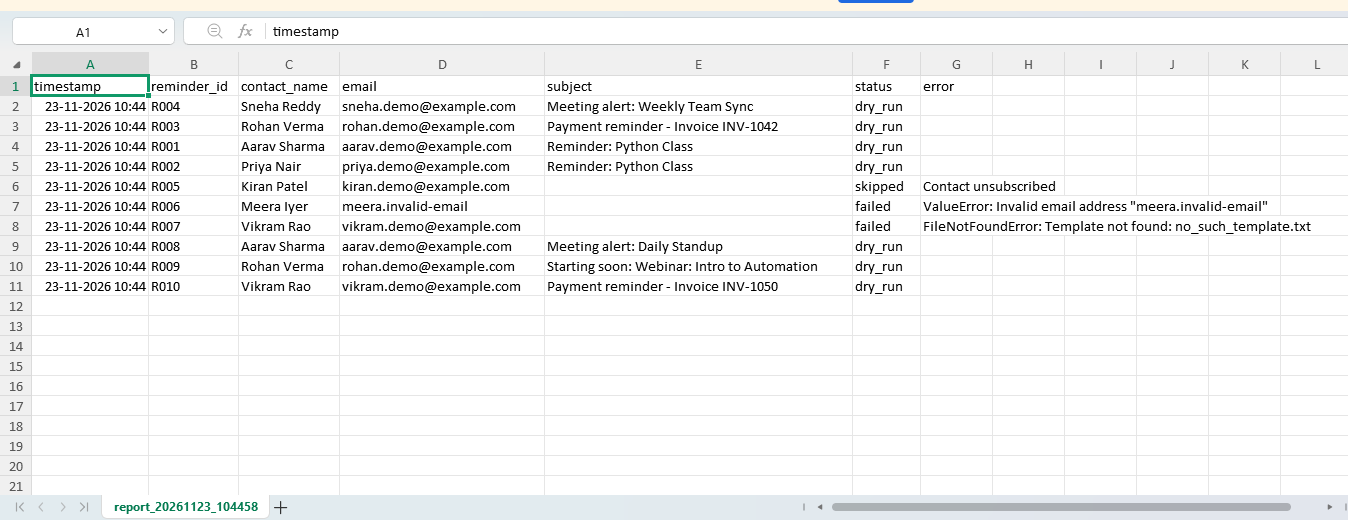 A1 fx timestamp
A B C D E F G H I J K L
1 timestamp reminder_id contact_name email subject status error
2 23-11-2026 10:44 R004 Sneha Reddy sneha.demo@example.com Meeting alert: Weekly Team Sync dry_run
3 23-11-2026 10:44 R003 Rohan Verma rohan.demo@example.com Payment reminder - Invoice INV-1042 dry_run
4 23-11-2026 10:44 R001 Aarav Sharma aarav.demo@example.com Reminder: Python Class dry_run
5 23-11-2026 10:44 R002 Priya Nair priya.demo@example.com Reminder: Python Class dry_run
6 23-11-2026 10:44 R005 Kiran Patel kiran.demo@example.com skipped Contact unsubscribed
7 23-11-2026 10:44 R006 Meera Iyer meera.invalid-email failed ValueError: Invalid email address "meera.invalid-email"
8 23-11-2026 10:44 R007 Vikram Rao vikram.demo@example.com failed FileNotFoundError: Template not found: no_such_template.txt
9 23-11-2026 10:44 R008 Aarav Sharma aarav.demo@example.com Meeting alert: Daily Standup dry_run
10 23-11-2026 10:44 R009 Rohan Verma rohan.demo@example.com Starting soon: Webinar: Intro to Automation dry_run
11 23-11-2026 10:44 R010 Vikram Rao vikram.demo@example.com Payment reminder - Invoice INV-1050 dry_run
12
13
14
15
16
17
18
19
20
21
report_20261123_104458